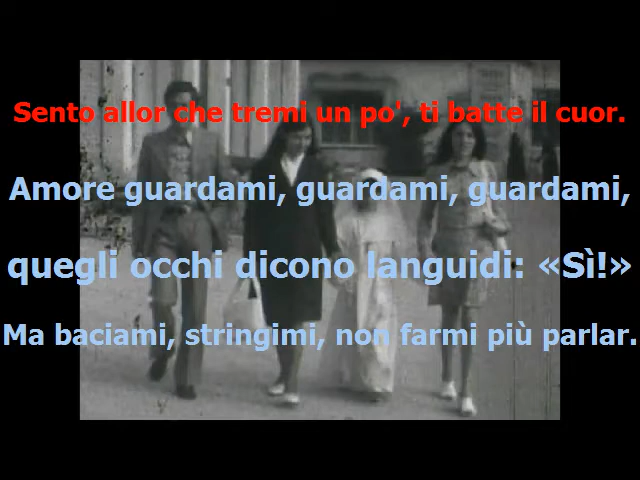 Sento allor che tremi un po', ti batte il cuor.
Amore guardami, guardami, guardami,
quegli occhi dicono languidi: «Sì!»
Ma baciami, stringimi, non farmi più parlar.